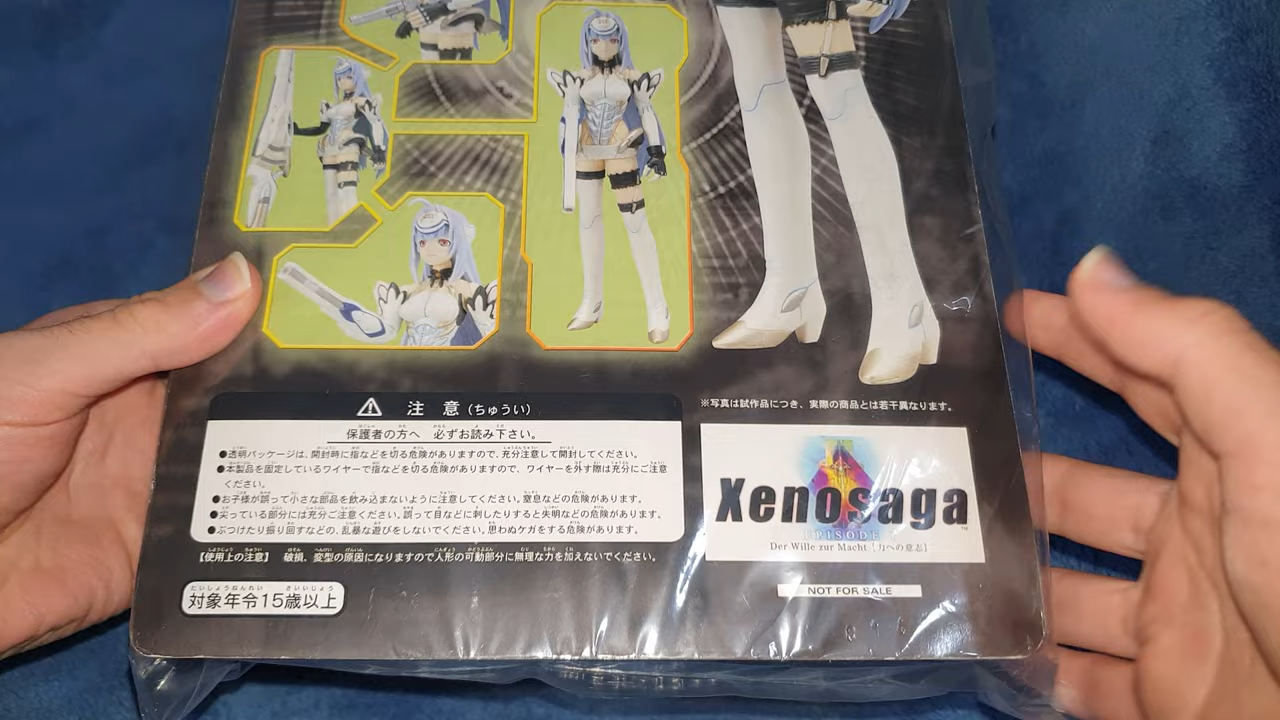 ⚠ 注 意(ちゅうい)
保護者の方へ 必ずお読み下さい。
●透明パッケージは、開封時に指などを切る危険がありますので、充分注意して開封してください。
●本製品を固定しているワイヤーで指などを切る危険がありますので、ワイヤーを外す際は充分にご注意
ください。
●お子様が誤って小さな部品を飲み込まないように注意してください。窒息などの危険があります。
●尖っている部分には充分ご注意ください。誤って目などに刺したりすると失明などの危険があります。
●ぶつけたり振り回すなどの、乱暴な遊びをしないでください。思わぬケガをする危険があります。
【使用上の注意】 破損、変型の原因になりますので人形の可動部分に無理な力を加えないでください。
対象年令15歳以上
※写真は試作品につき、実際の商品とは若干異なります。
Xenosaga™
EPISODE I
Der Wille zur Macht [力への意志]
NOT FOR SALE